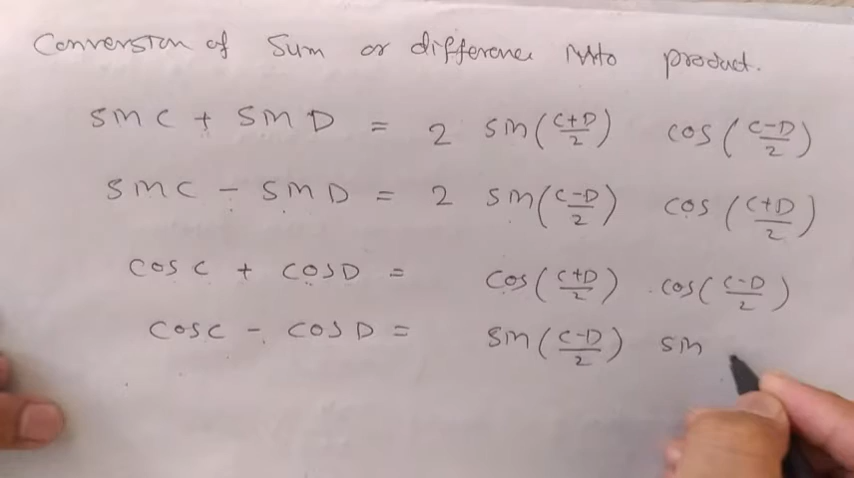 Conversion of sum or difference into product.
sin C + sin D = 2 sin(C+D/2) cos(C-D/2)
sin C - sin D = 2 sin(C-D/2) cos(C+D/2)
cos C + cos D = cos(C+D/2) . cos(C-D/2)
cos C - cos D = sin(C-D/2) sin